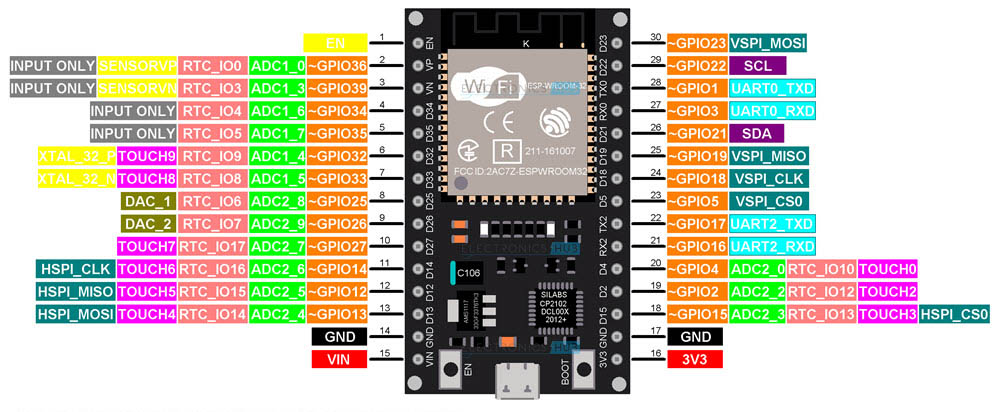 EN 1 EN K D23 30 ~GPIO23 VSPI_MOSI
INPUT ONLY SENSORVP RTC_IO0 ADC1_0 ~GPIO36 2 VP D22 29 ~GPIO22 SCL
INPUT ONLY SENSORVN RTC_IO3 ADC1_3 ~GPIO39 3 VN WiFi ESP-WROOM-32 TX0 28 ~GPIO1 UART0_TXD
INPUT ONLY RTC_IO4 ADC1_6 ~GPIO34 4 D34 CE RX0 27 ~GPIO3 UART0_RXD
INPUT ONLY RTC_IO5 ADC1_7 ~GPIO35 5 D35 D21 26 ~GPIO21 SDA
XTAL_32_P TOUCH9 RTC_IO9 ADC1_4 ~GPIO32 6 D32 R 211-161007 D19 25 ~GPIO19 VSPI_MISO
XTAL_32_N TOUCH8 RTC_IO8 ADC1_5 ~GPIO33 7 D33 FCC ID:2AC7Z-ESPWROOM32 D18 24 ~GPIO18 VSPI_CLK
DAC_1 RTC_IO6 ADC2_8 ~GPIO25 8 D25 D5 23 ~GPIO5 VSPI_CS0
DAC_2 RTC_IO7 ADC2_9 ~GPIO26 9 D26 TX2 22 ~GPIO17 UART2_TXD
TOUCH7 RTC_IO17 ADC2_7 ~GPIO27 10 D27 ELECTRONICS HUB RX2 21 ~GPIO16 UART2_RXD
HSPI_CLK TOUCH6 RTC_IO16 ADC2_6 ~GPIO14 11 D14 C106 D4 20 ~GPIO4 ADC2_0 RTC_IO10 TOUCH0
HSPI_MISO TOUCH5 RTC_IO15 ADC2_5 ~GPIO12 12 D12 AMS1117 SILABS CP2102 DCL00X 2012+ D2 19 ~GPIO2 ADC2_2 RTC_IO12 TOUCH2
HSPI_MOSI TOUCH4 RTC_IO14 ADC2_4 ~GPIO13 13 D13 D15 18 ~GPIO15 ADC2_3 RTC_IO13 TOUCH3 HSPI_CS0
GND 14 GND ELECTRONICS HUB GND 17 GND
VIN 15 VIN EN BOOT 3V3 16 3V3